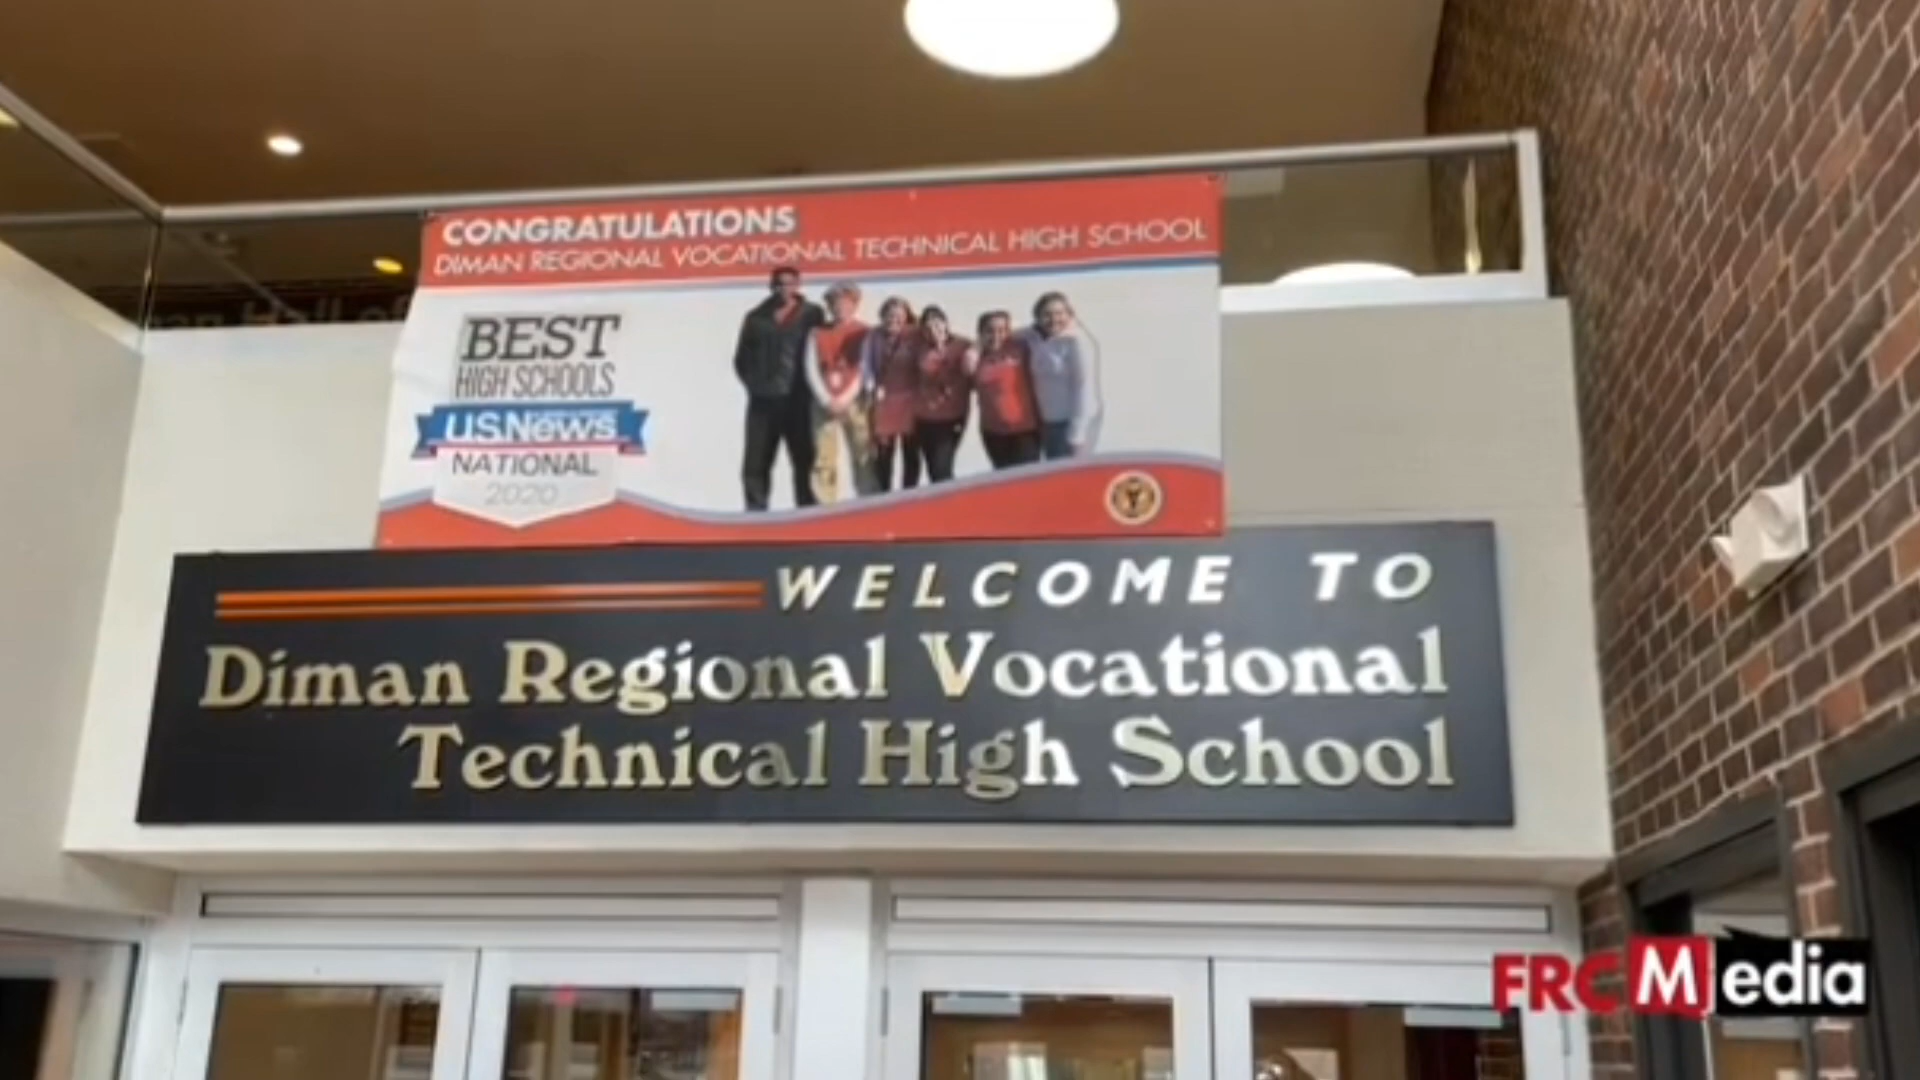 CONGRATULATIONS
DIMAN REGIONAL VOCATIONAL TECHNICAL HIGH SCHOOL
BEST
HIGH SCHOOLS
U.S.News
NATIONAL
2020
WELCOME TO
Diman Regional Vocational
Technical High School
FRCMedia